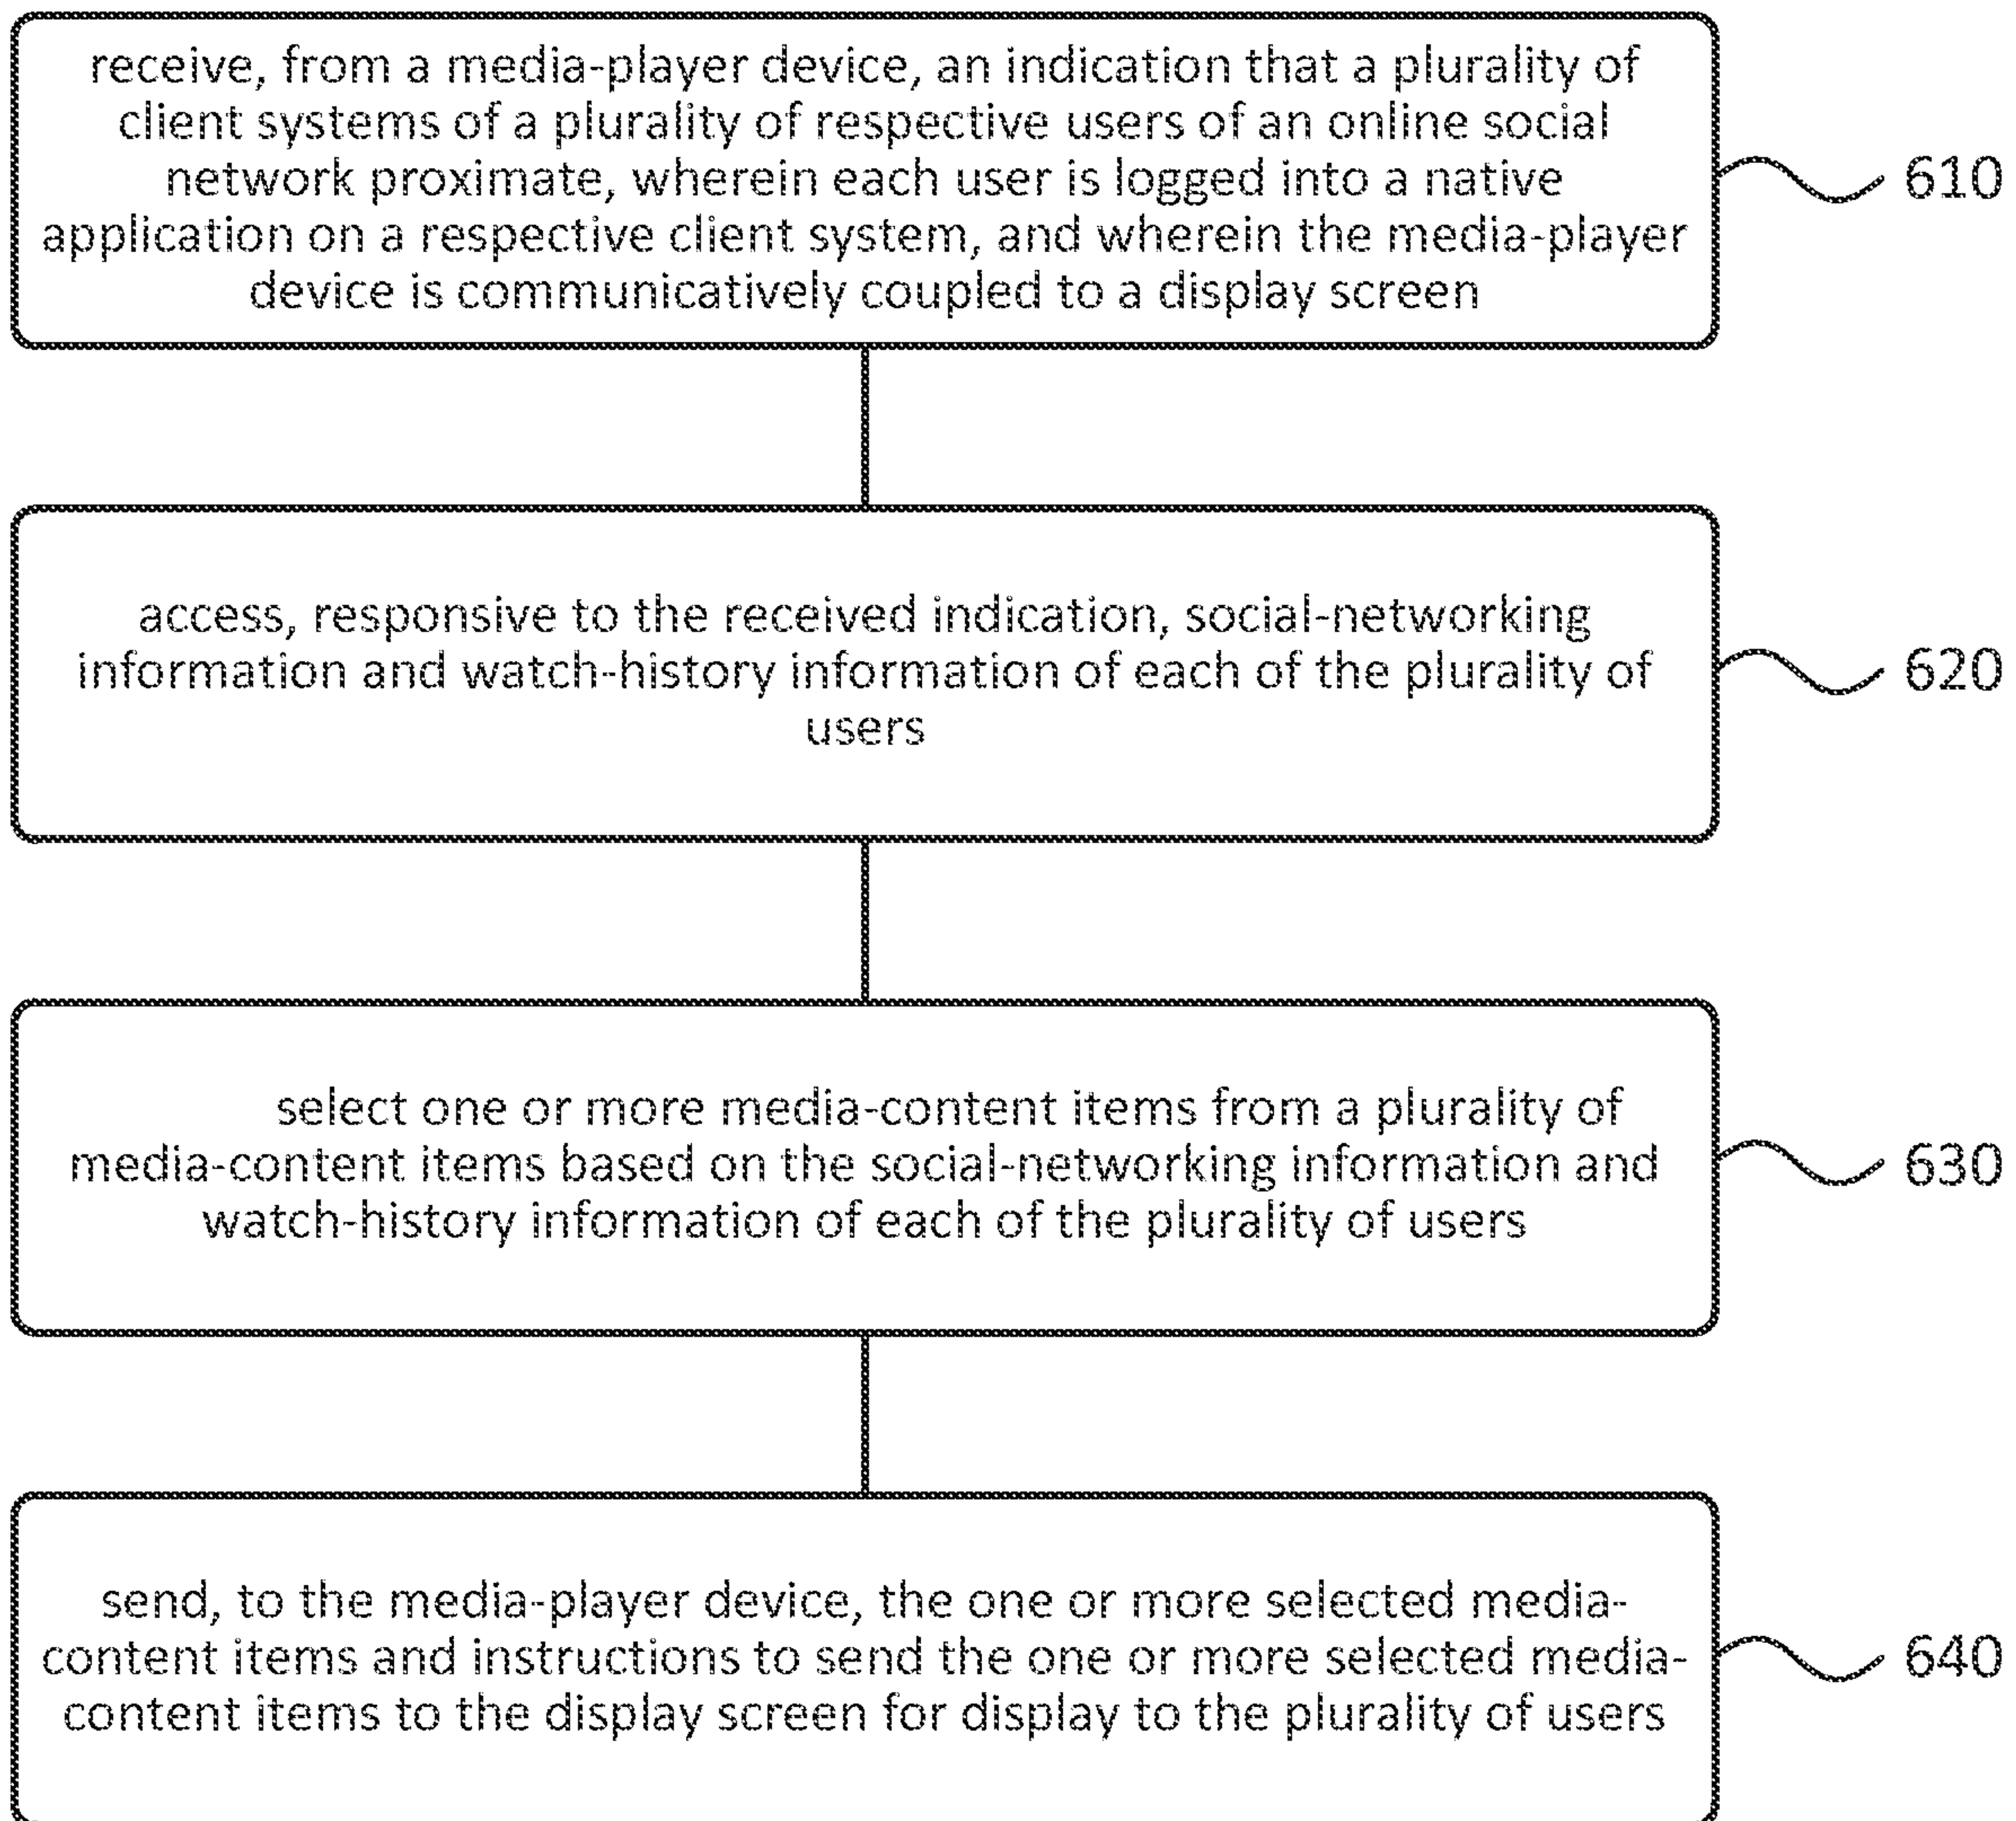 receive, from a media-player device, an indication that a plurality of
client systems of a plurality of respective users of an online social
network proximate, wherein each user is logged into a native
application on a respective client system, and wherein the media-player
device is communicatively coupled to a display screen
610
access, responsive to the received indication, social-networking
information and watch-history information of each of the plurality of
users
620
select one or more media-content items from a plurality of
media-content items based on the social-networking information and
watch-history information of each of the plurality of users
630
send, to the media-player device, the one or more selected media-
content items and instructions to send the one or more selected media-
content items to the display screen for display to the plurality of users
640